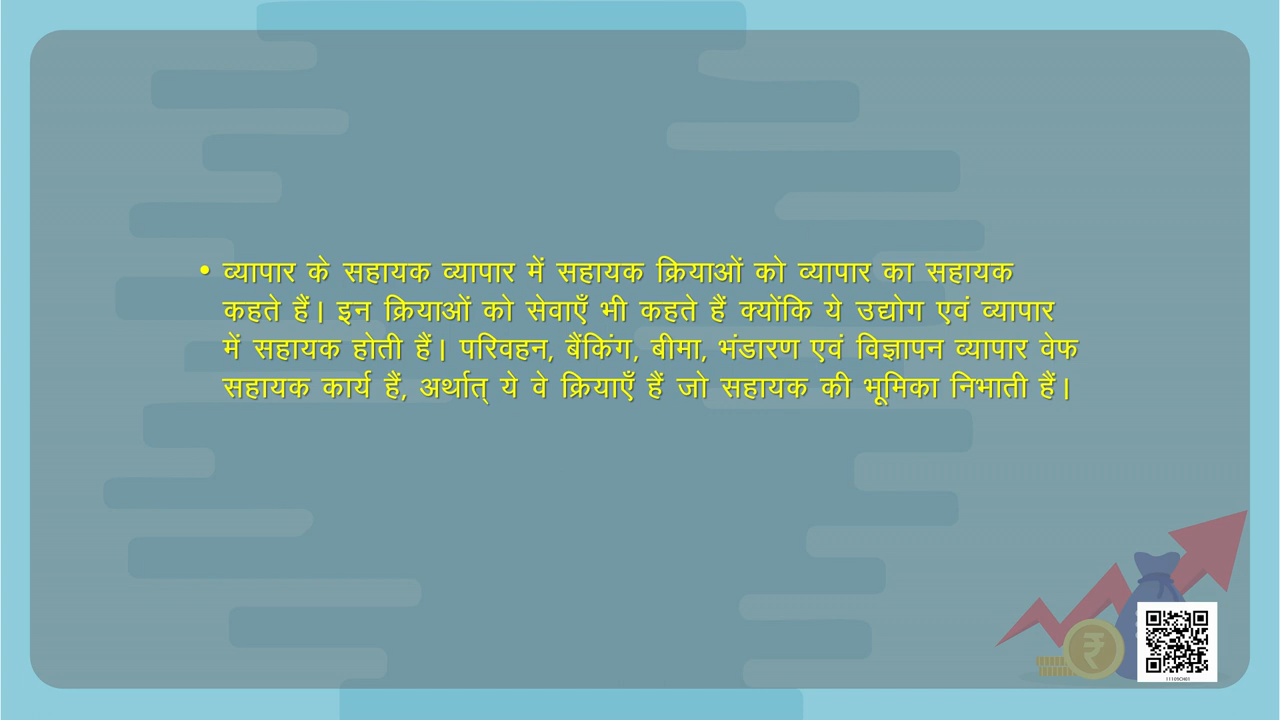 • व्यापार के सहायक व्यापार में सहायक क्रियाओं को व्यापार का सहायक
कहते हैं। इन क्रियाओं को सेवाएँ भी कहते हैं क्योंकि ये उद्योग एवं व्यापार
में सहायक होती हैं। परिवहन, बैंकिंग, बीमा, भंडारण एवं विज्ञापन व्यापार वेफ
सहायक कार्य हैं, अर्थात् ये वे क्रियाएँ हैं जो सहायक की भूमिका निभाती हैं।